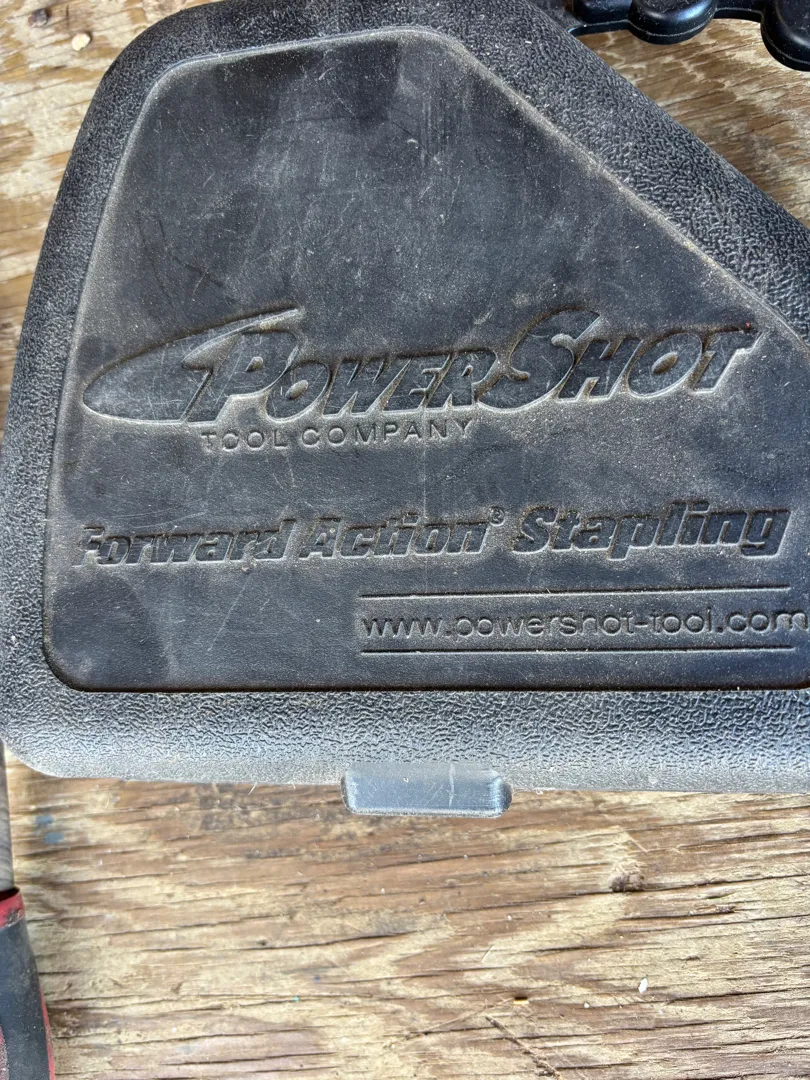 POWERSHOT
TOOL COMPANY
Forward Action® Stapling
www.powershot-tool.com